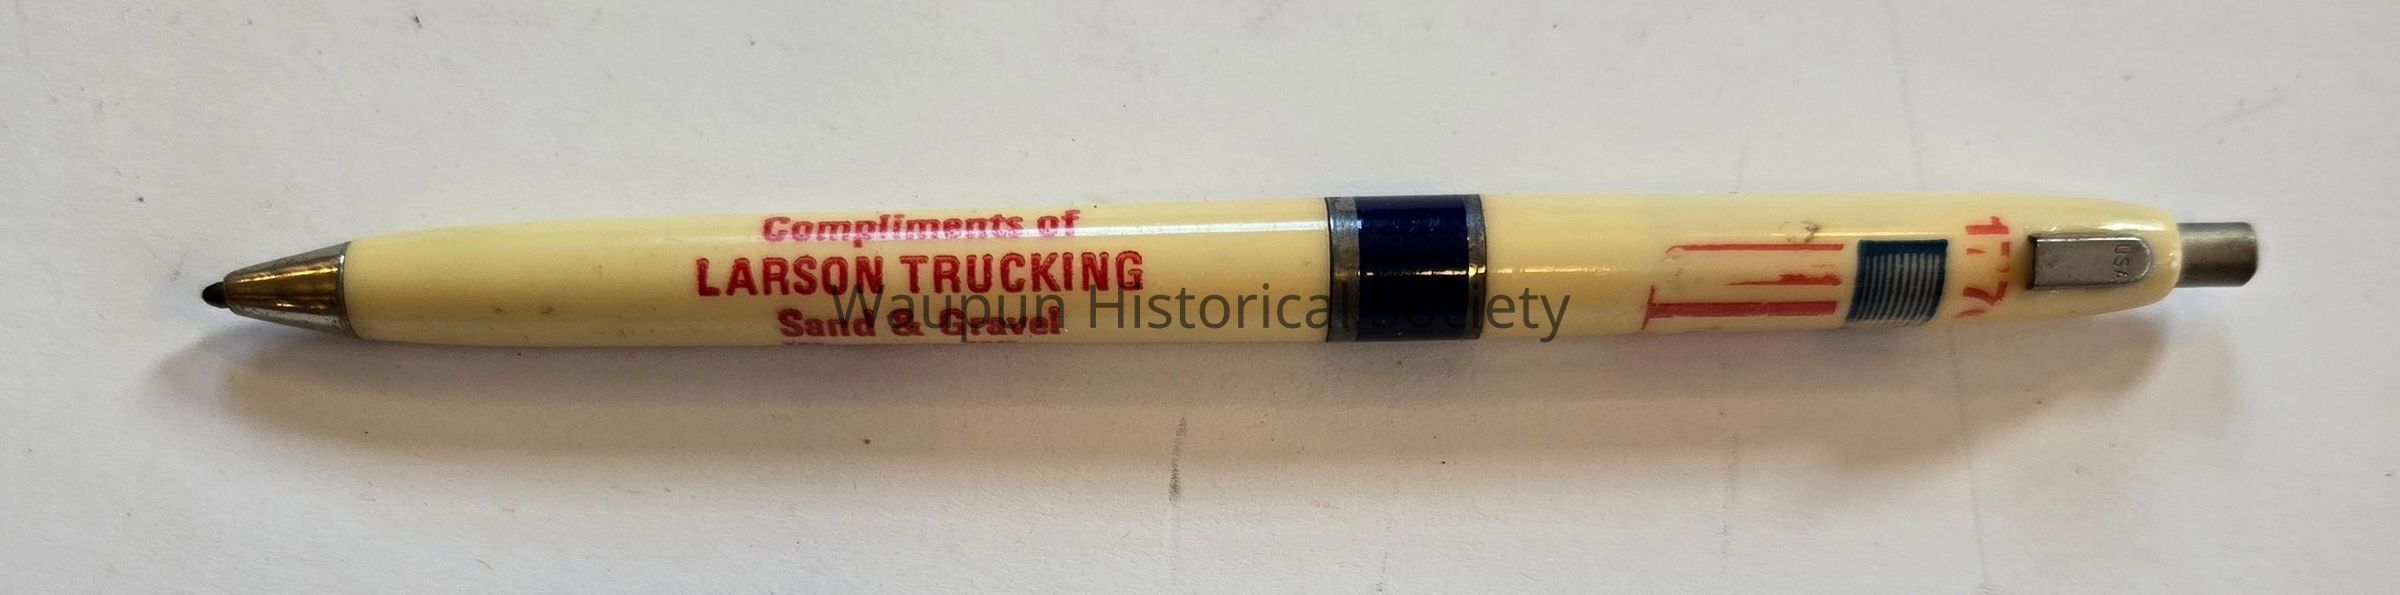 Compliments of
LARSON TRUCKING
Sand & Gravel
USA
Waupun Historical Society